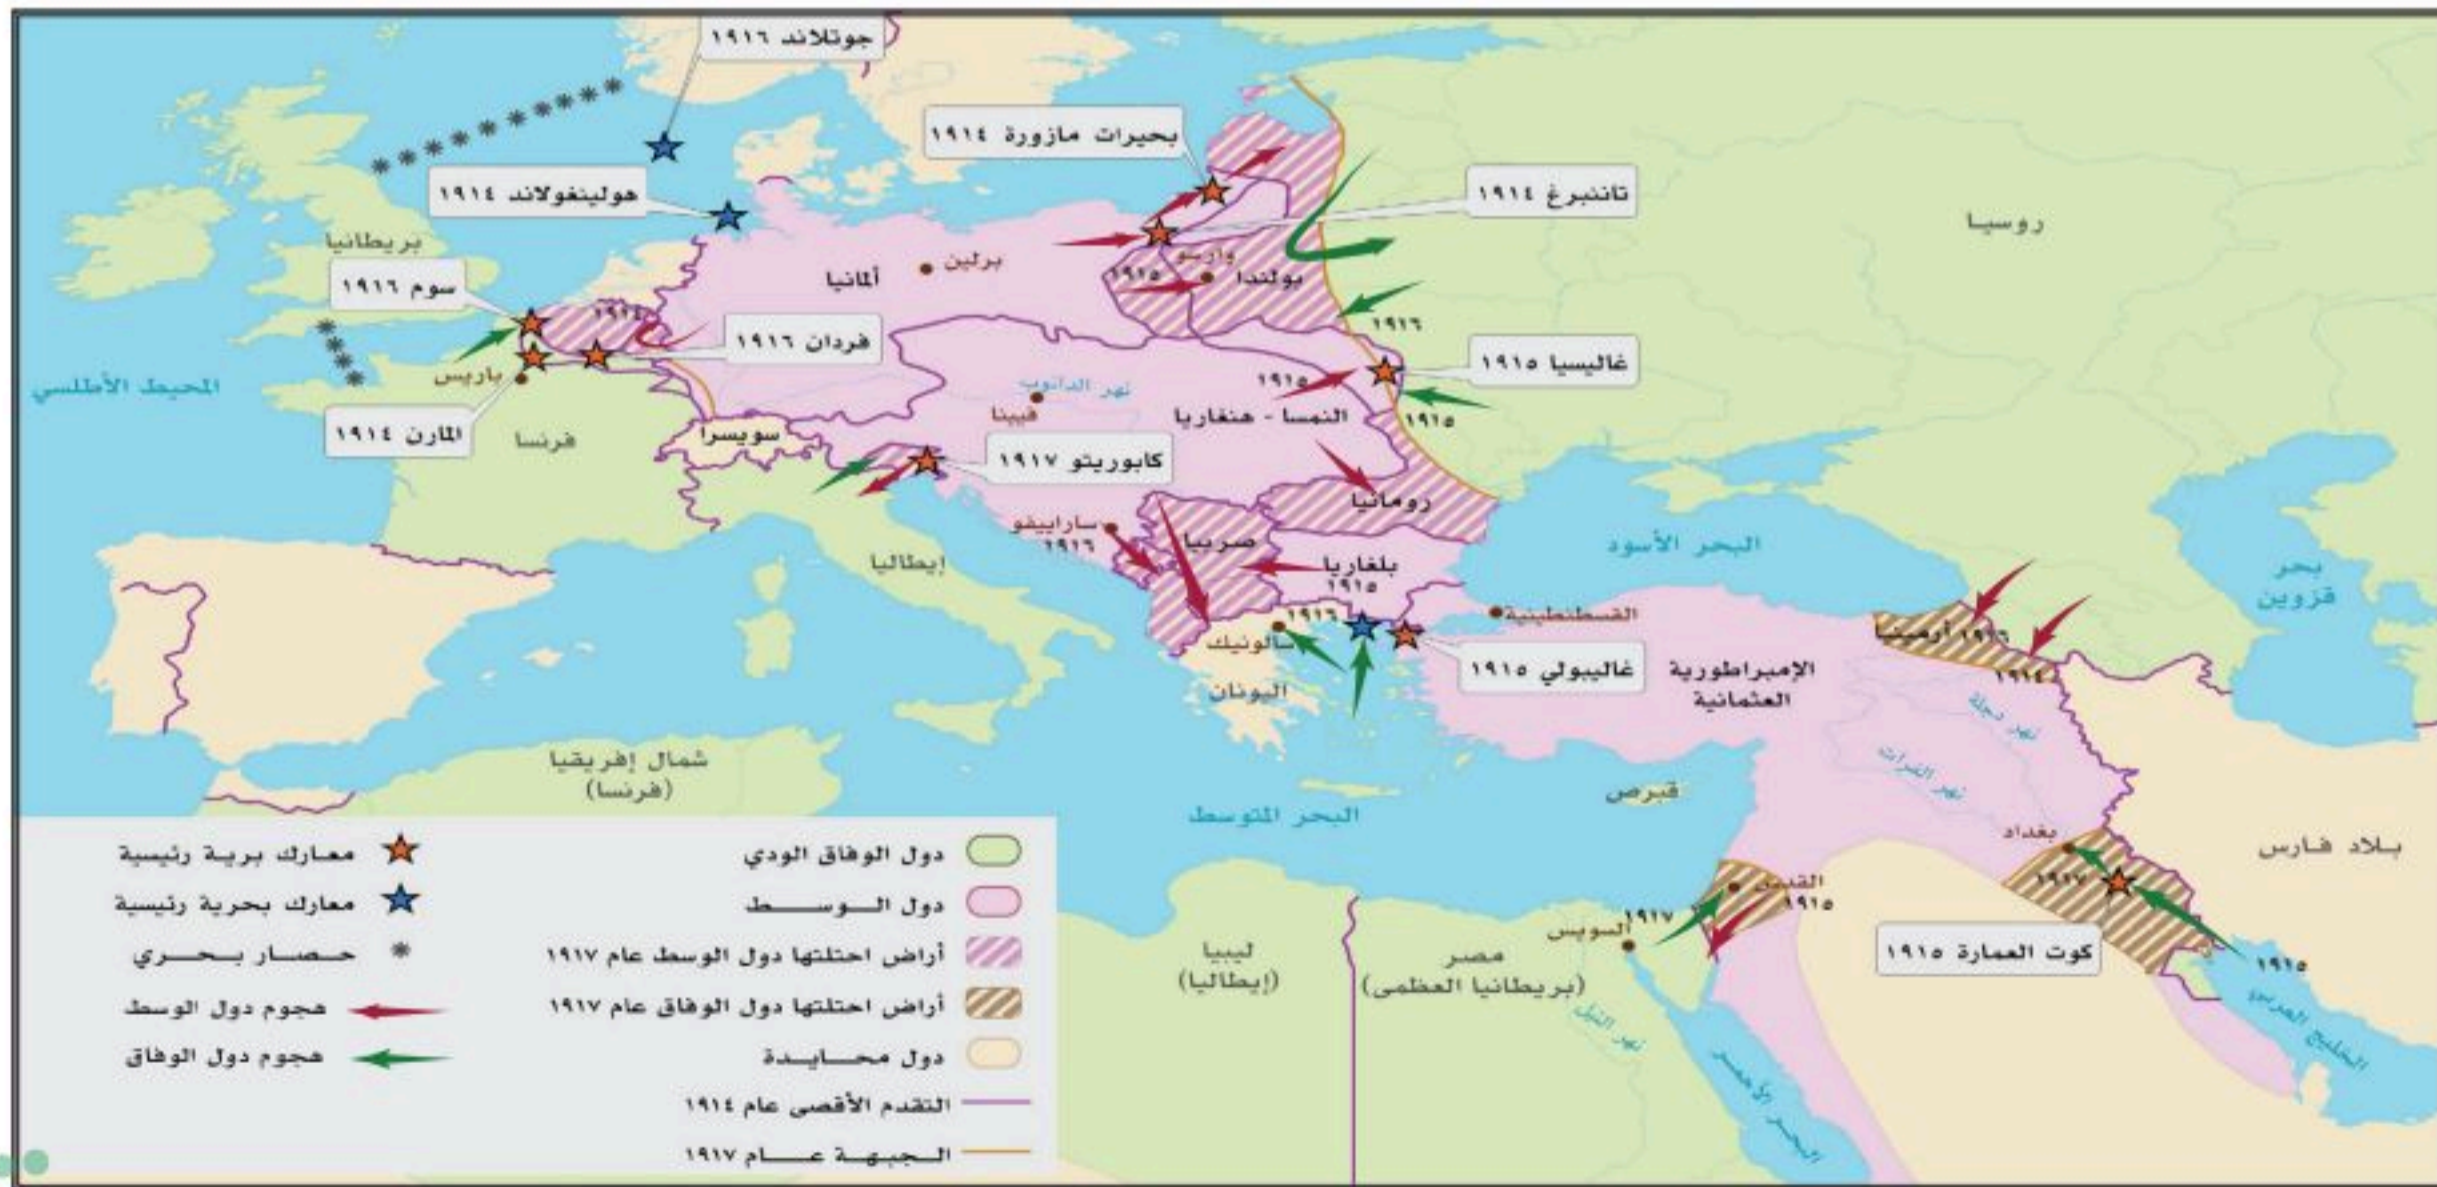 جوتلاند ١٩١٦
بحيرات مازورة ١٩١٤
هولينغولاند ١٩١٤
تاننبرغ ١٩١٤
روسيا
بريطانيا
سوم ١٩١٦
برلين
ألمانيا
وارسو
١٩١٥
بولندا
١٩١٤
١٩١٦
فردان ١٩١٦
غاليسيا ١٩١٥
باريس
المحيط الأطلسي
نهر الدانوب
فيينا
١٩١٥
النمسا - هنغاريا
١٩١٥
المارن ١٩١٤
فرنسا
سويسرا
كابوريتو ١٩١٧
رومانيا
ساراييفو
١٩١٦
صربيا
البحر الأسود
إيطاليا
بلغاريا
١٩١٥
بحر
قزوين
القسطنطينية
١٩١٦
سالونيك
أرمينيا ١٩١٦
١٩١٤
غاليبولي ١٩١٥
الإمبراطورية
العثمانية
اليونان
نهر دجلة
نهر الفرات
شمال إفريقيا
(فرنسا)
قبرص
البحر المتوسط
بغداد
بلاد فارس
١٩١٧
القدس
١٩١٥
١٩١٧
السويس
كوت العمارة ١٩١٥
١٩١٥
ليبيا
(إيطاليا)
مصر
(بريطانيا العظمى)
نهر النيل
البحر الأحمر
الخليج العربي
دول الوفاق الودي
دول الوسط
أراض احتلتها دول الوسط عام ١٩١٧
أراض احتلتها دول الوفاق عام ١٩١٧
دول محايدة
التقدم الأقصى عام ١٩١٤
الجبهة عام ١٩١٧
معارك برية رئيسية
معارك بحرية رئيسية
حصار بحري
هجوم دول الوسط
هجوم دول الوفاق